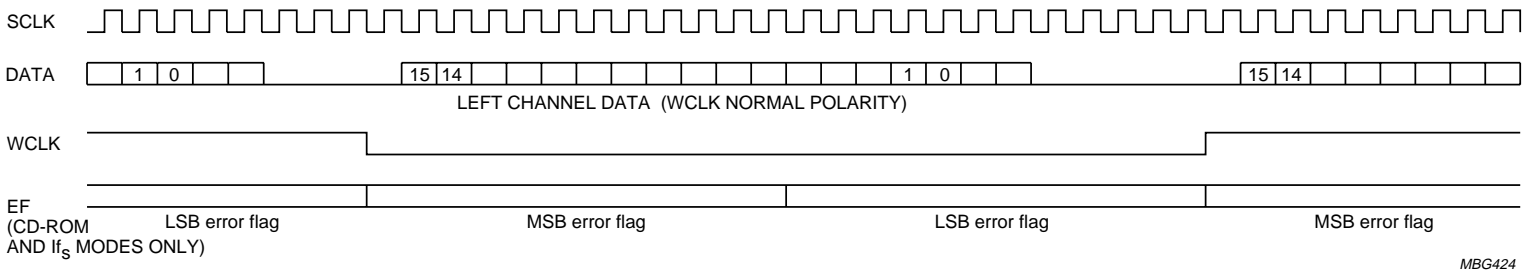 SCLK
DATA
1 0
15 14
1 0
15 14
LEFT CHANNEL DATA (WCLK NORMAL POLARITY)
WCLK
EF
(CD-ROM
AND IfS MODES ONLY)
LSB error flag
MSB error flag
LSB error flag
MSB error flag
MBG424